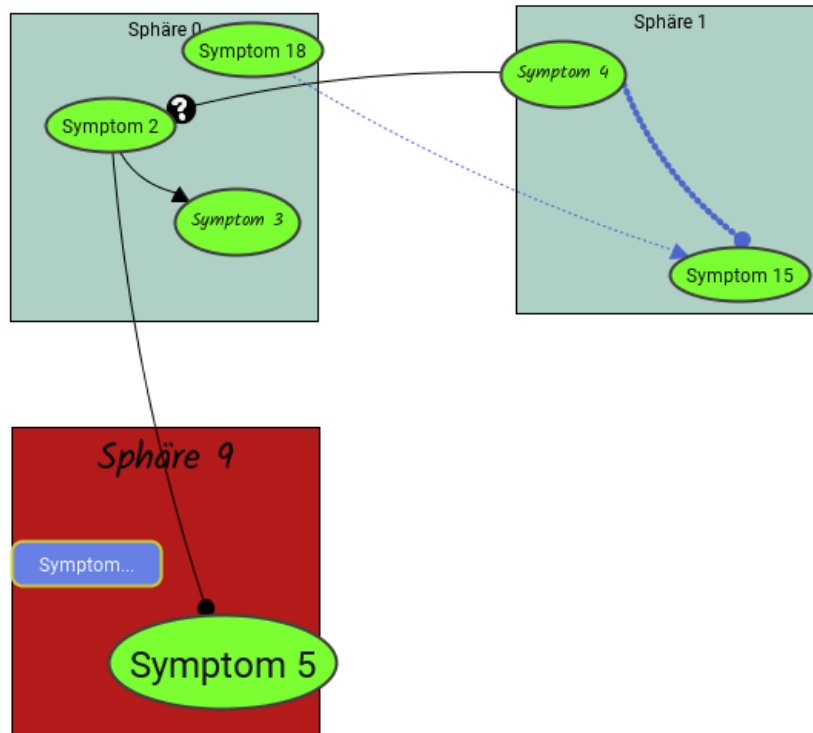 Sphäre 0
Symptom 18
Symptom 2
?
Symptom 3
Sphäre 1
Symptom 4
Symptom 15
Sphäre 9
Symptom...
Symptom 5